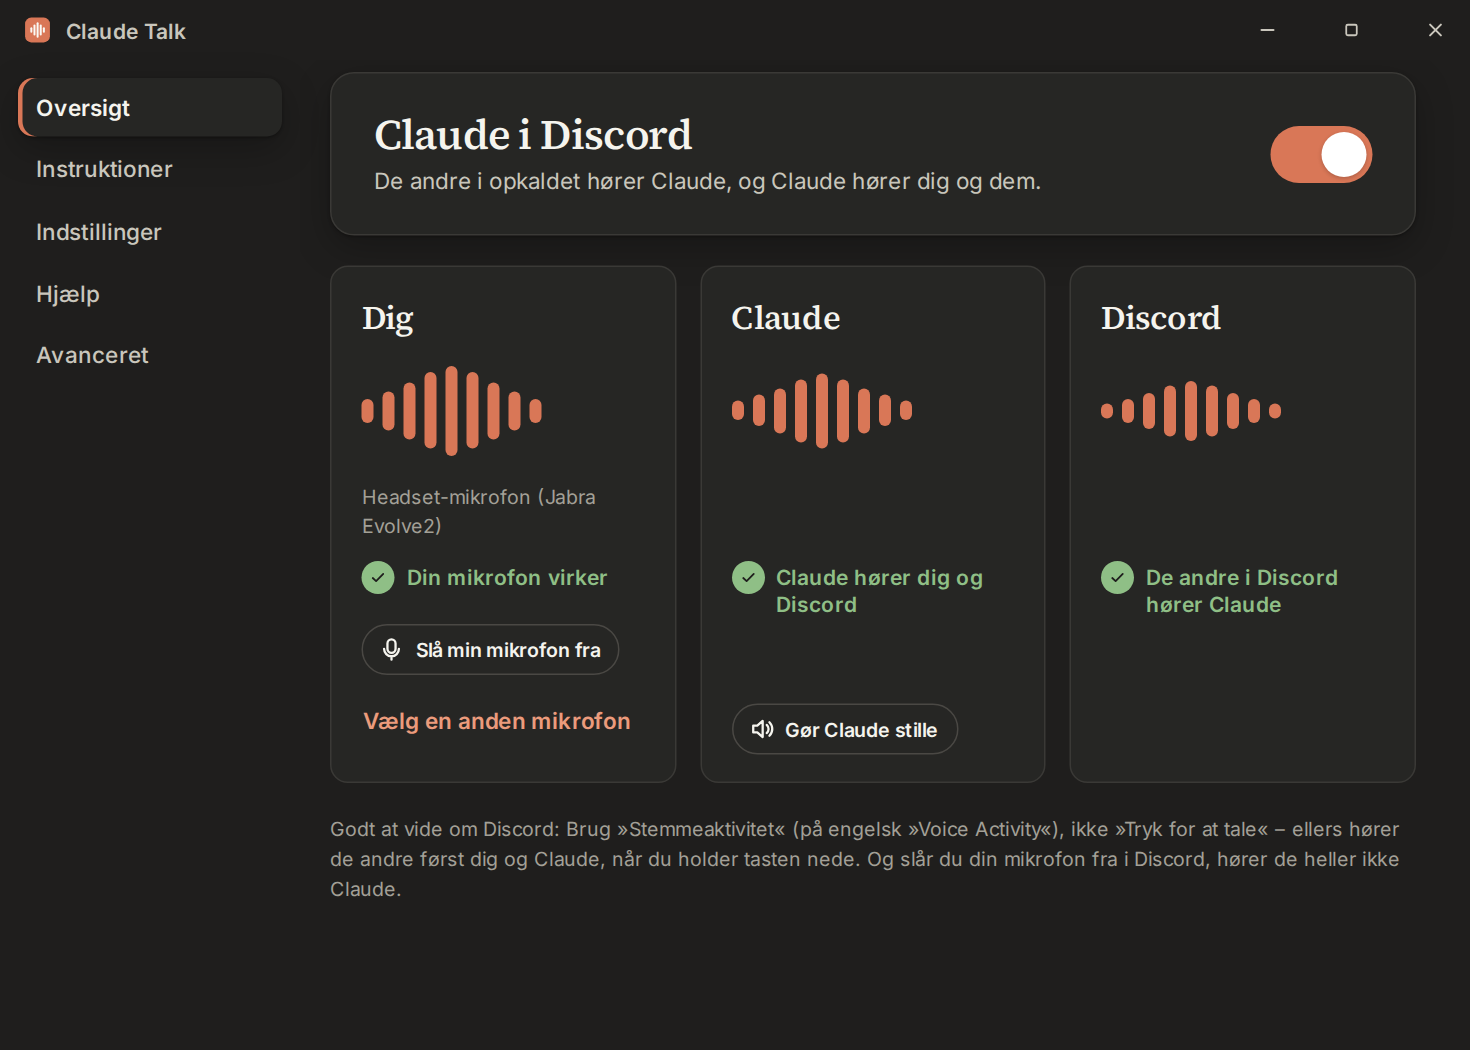 Claude Talk
Oversigt
Instruktioner
Indstillinger
Hjælp
Avanceret
Claude i Discord
De andre i opkaldet hører Claude, og Claude hører dig og dem.
Dig
Headset-mikrofon (Jabra
Evolve2)
Din mikrofon virker
Slå min mikrofon fra
Vælg en anden mikrofon
Claude
Claude hører dig og
Discord
Gør Claude stille
Discord
De andre i Discord
hører Claude
Godt at vide om Discord: Brug »Stemmeaktivitet« (på engelsk »Voice Activity«), ikke »Tryk for at tale« – ellers hører
de andre først dig og Claude, når du holder tasten nede. Og slår du din mikrofon fra i Discord, hører de heller ikke
Claude.